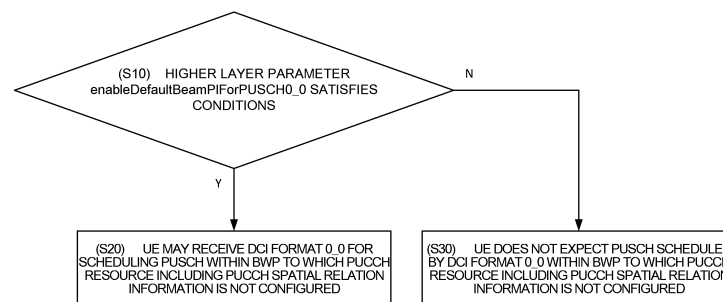 (S10) HIGHER LAYER PARAMETER
enableDefaultBeamPlForPUSCH0_0 SATISFIES
CONDITIONS
N
Y
(S20) UE MAY RECEIVE DCI FORMAT 0_0 FOR
SCHEDULING PUSCH WITHIN BWP TO WHICH PUCCH
RESOURCE INCLUDING PUCCH SPATIAL RELATION
INFORMATION IS NOT CONFIGURED
(S30) UE DOES NOT EXPECT PUSCH SCHEDULE
BY DCI FORMAT 0_0 WITHIN BWP TO WHICH PUCC
RESOURCE INCLUDING PUCCH SPATIAL RELATION
INFORMATION IS NOT CONFIGURED